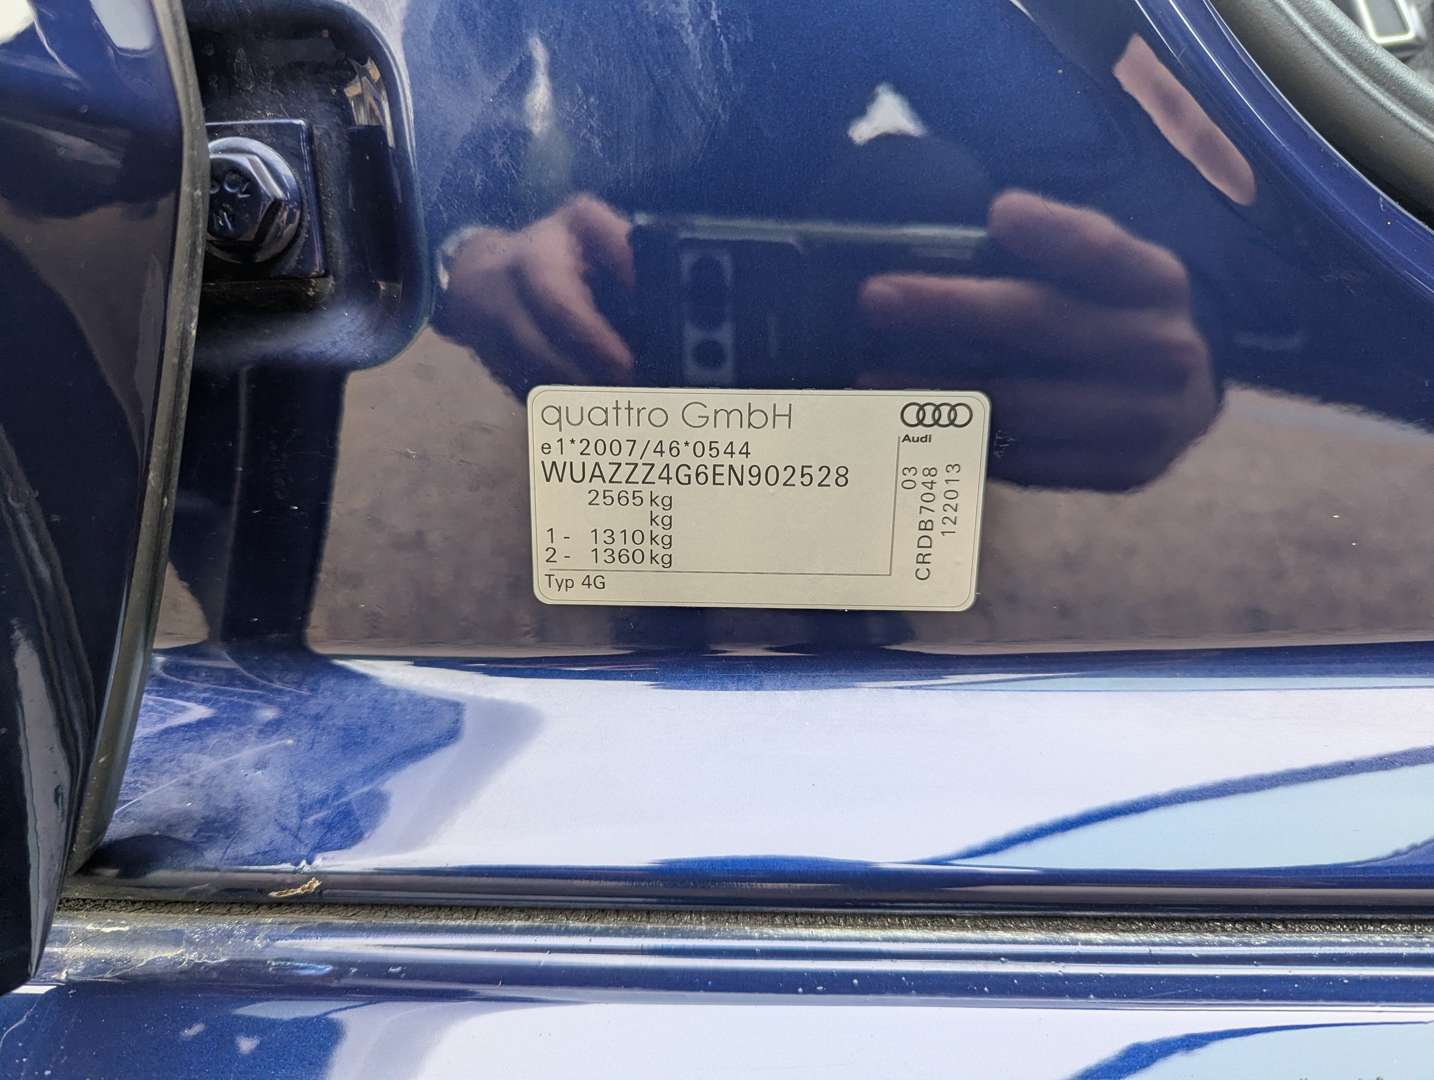 quattro GmbH
Audi
e1*2007/46*0544
WUAZZZ4G6EN902528
2565 kg
kg
1 - 1310 kg
2 - 1360 kg
Typ 4G
03
CRDB7048
122013